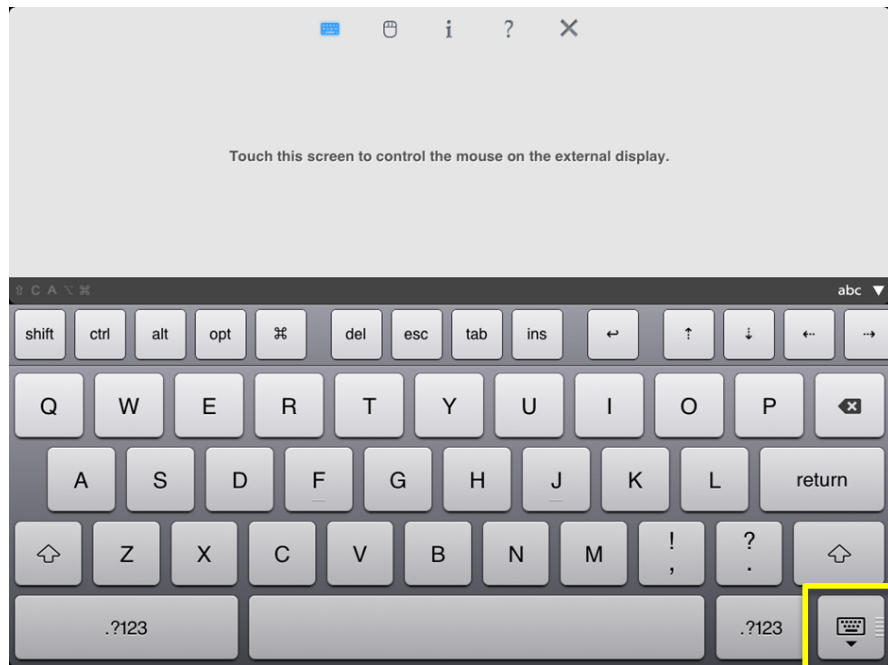 i ?
Touch this screen to control the mouse on the external display.
⇧ C A ⌥ ⌘ abc ▼
shift ctrl alt opt ⌘ del esc tab ins ↩ ⇡ ⇣ ⇠ ⇢
Q W E R T Y U I O P
A S D F G H J K L return
Z X C V B N M ! , ? .
.?123 .?123